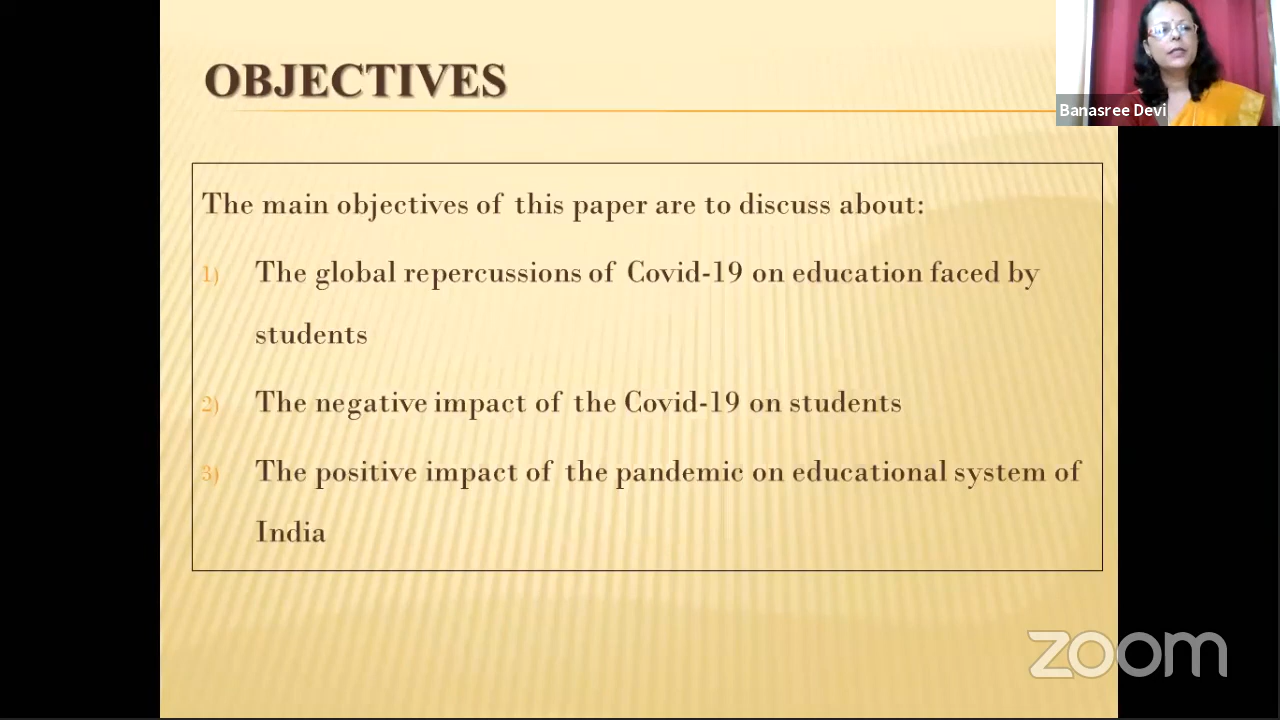 OBJECTIVES
Banasree Devi
The main objectives of this paper are to discuss about:
1) The global repercussions of Covid-19 on education faced by
students
2) The negative impact of the Covid-19 on students
3) The positive impact of the pandemic on educational system of
India
zoom